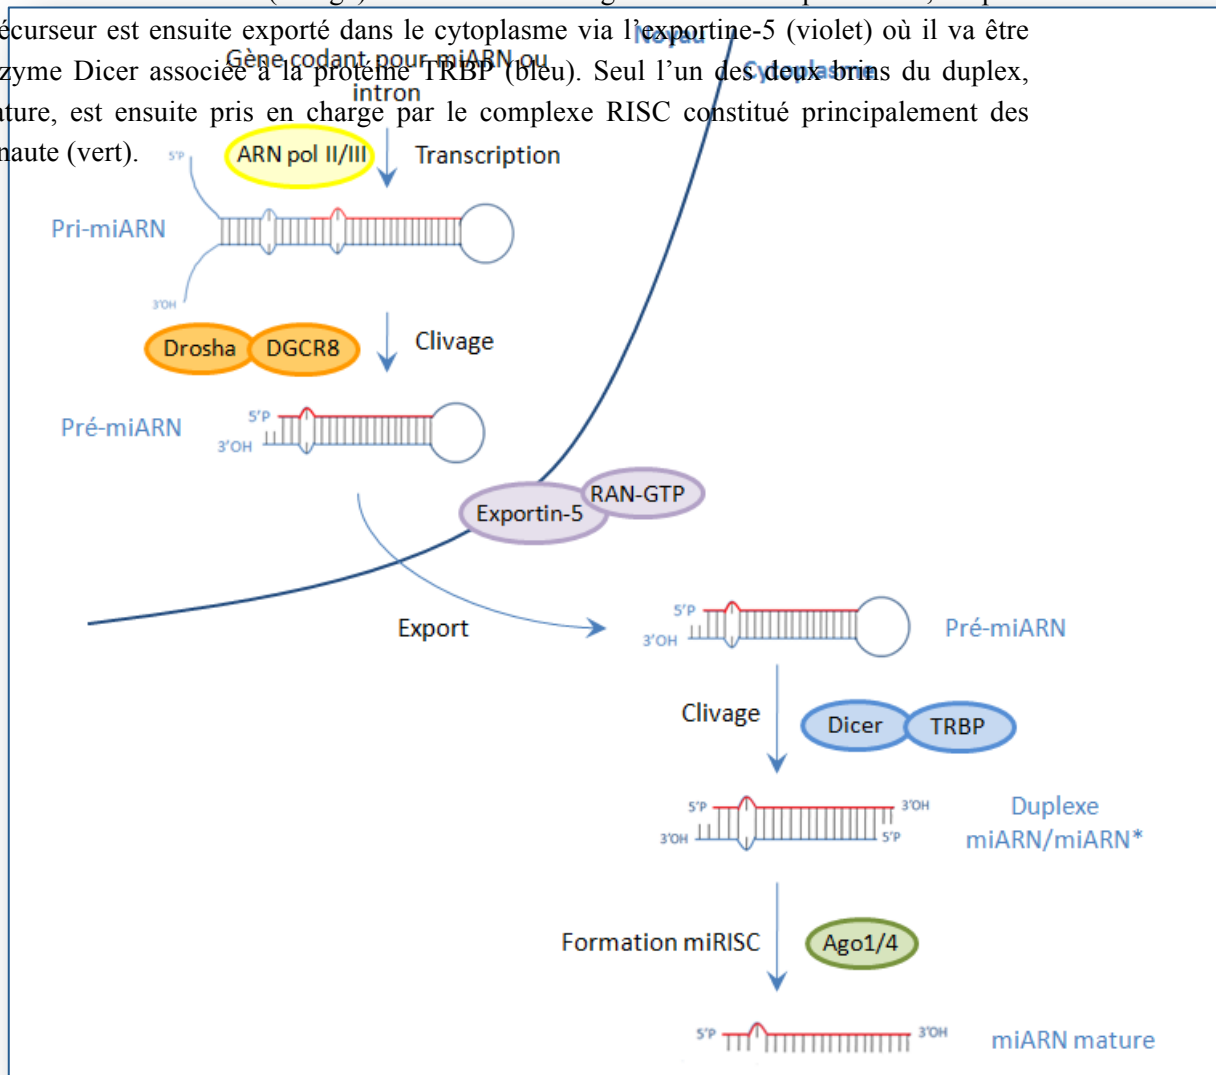 écurseur est ensuite exporté dans le cytoplasme via l'exportine-5 (violet) où il va être
Noyau
Gène codant pour miARN ou
intron
zyme Dicer associée à la protéine TRBP (bleu). Seul l'un des deux brins du duplex,
Cytoplasme
ature, est ensuite pris en charge par le complexe RISC constitué principalement des
naute (vert).
5'P
ARN pol II/III
Transcription
Pri-miARN
3'OH
Drosha
DGCR8
Clivage
Pré-miARN
5'P
3'OH
RAN-GTP
Exportin-5
Export
5'P
3'OH
Pré-miARN
Clivage
Dicer
TRBP
5'P
3'OH
3'OH
5'P
Duplexe
miARN/miARN*
Formation miRISC
Ago1/4
5'P
3'OH
miARN mature